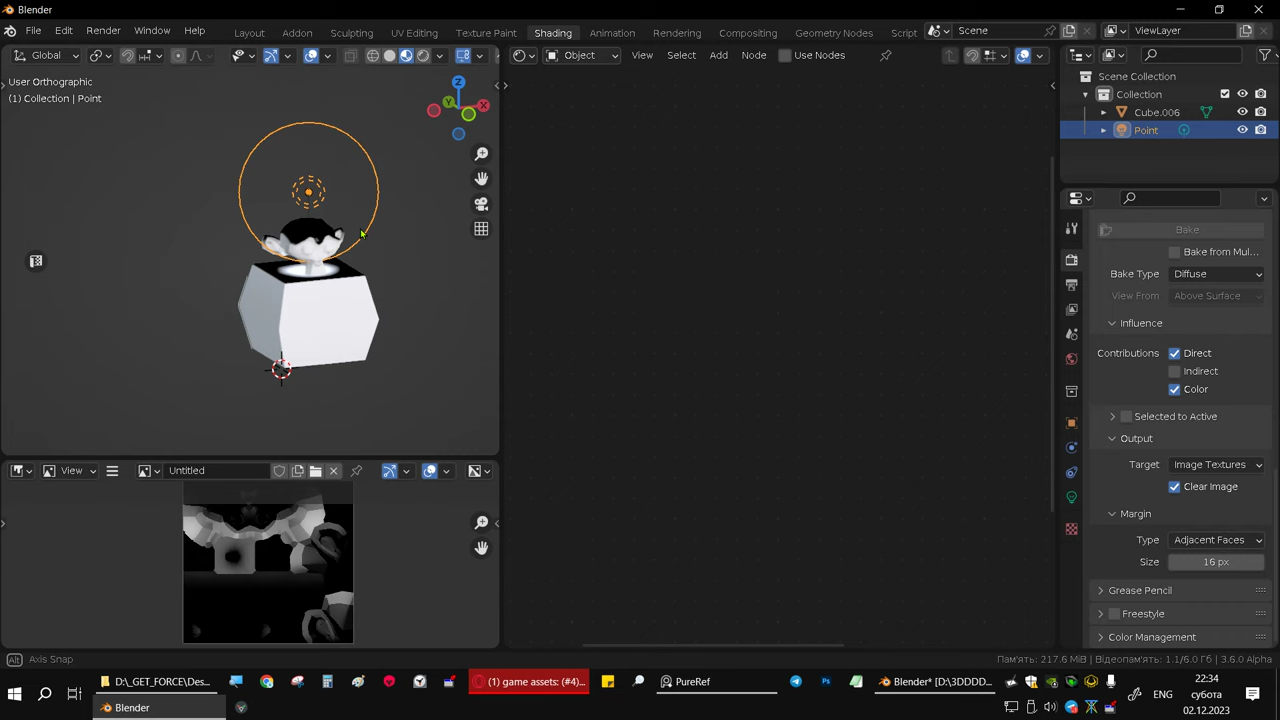 Blender
File Edit Render Window Help
Layout Addon Sculpting UV Editing Texture Paint Shading Animation Rendering Compositing Geometry Nodes Script
Scene ViewLayer
Global
Object View Select Add Node Use Nodes
User Orthographic
(1) Collection | Point
Z
Y X
Scene Collection
Collection
Cube.006
Point
Bake
Bake from Mul...
Bake Type Diffuse
View From Above Surface
Influence
Contributions Direct
Indirect
Color
Selected to Active
Output
Target Image Textures
Clear Image
Margin
Type Adjacent Faces
Size 16 px
Grease Pencil
Freestyle
Color Management
View Untitled
Alt Axis Snap
Пам'ять: 217.6 MiB | Відеопам'ять: 1.1/6.0 Гб | 3.6.0 Alpha
D:\_GET_FORCE\Des...
(1) game assets: (#4)...
PureRef
Blender* [D:\3DDDD...
Blender
ENG
22:34
субота
02.12.2023